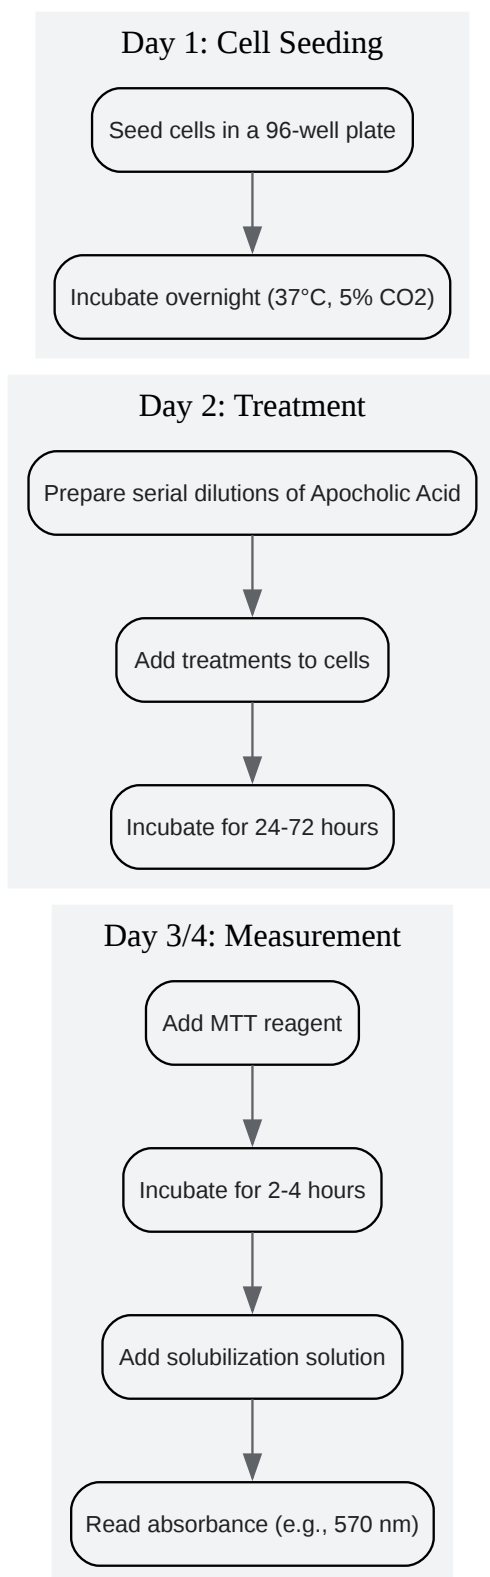 Day 1: Cell Seeding
Seed cells in a 96-well plate
Incubate overnight (37°C, 5% CO2)
Day 2: Treatment
Prepare serial dilutions of Apocholic Acid
Add treatments to cells
Incubate for 24-72 hours
Day 3/4: Measurement
Add MTT reagent
Incubate for 2-4 hours
Add solubilization solution
Read absorbance (e.g., 570 nm)